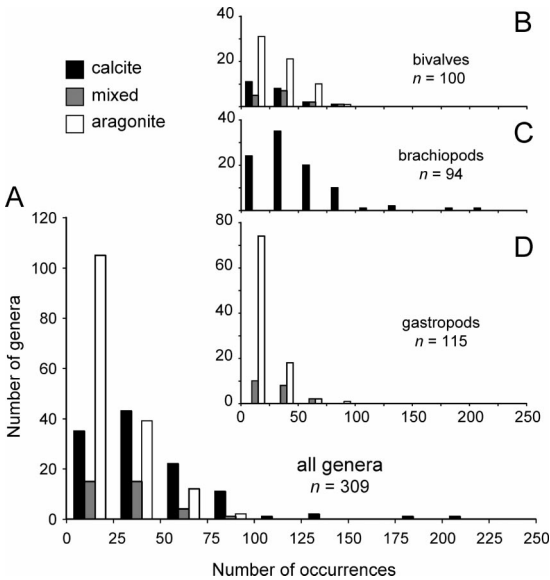 calcite
mixed
aragonite
B
bivalves
n = 100
40
20
0
C
brachiopods
n = 94
40
20
0
D
gastropods
n = 115
80
60
40
20
0
0 50 100 150 200 250
A
Number of genera
120
100
80
60
40
20
0
all genera
n = 309
0 25 50 75 100 125 150 175 200 225 250
Number of occurrences